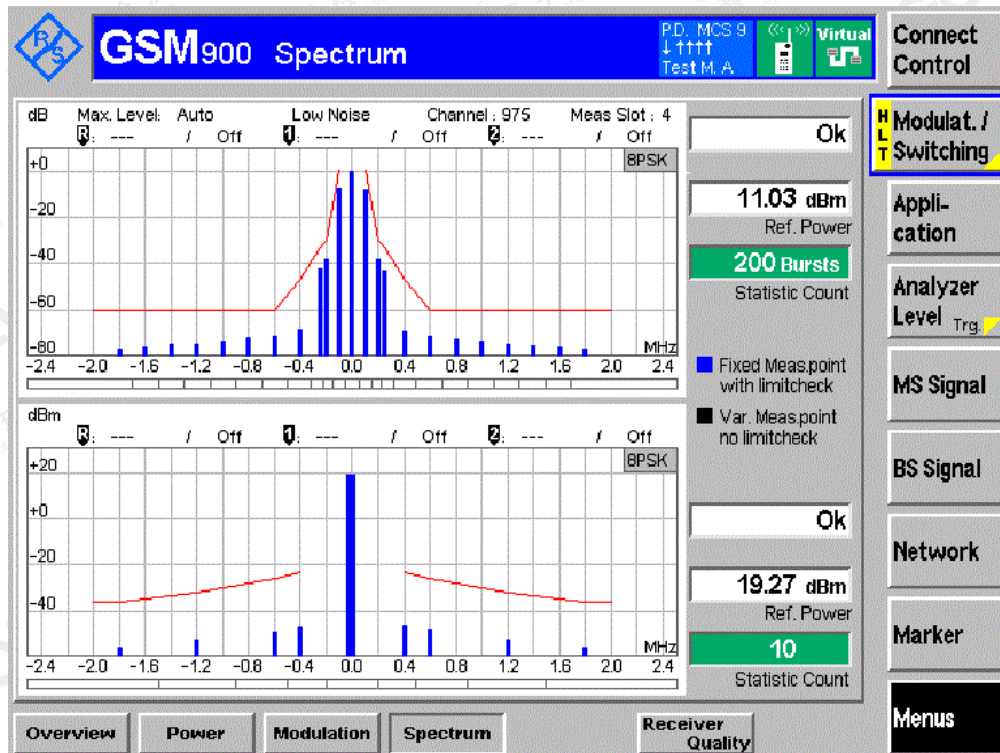 R/S
GSM900 Spectrum
P.D. MCS 9
↓ ↑↑↑↑
Test M. A.
Virtual
Connect
Control
dB Max. Level: Auto Low Noise Channel : 975 Meas Slot : 4
R: --- / Off 1: --- / Off 2: --- / Off
8PSK
+0
-20
-40
-60
-80
MHz
-2.4 -2.0 -1.6 -1.2 -0.8 -0.4 0.0 0.4 0.8 1.2 1.6 2.0 2.4
Ok
11.03 dBm
Ref. Power
200 Bursts
Statistic Count
Fixed Meas.point
with limitcheck
Var. Meas.point
no limitcheck
dBm
R: --- / Off 1: --- / Off 2: --- / Off
8PSK
+20
+0
-20
-40
MHz
-2.4 -2.0 -1.6 -1.2 -0.8 -0.4 0.0 0.4 0.8 1.2 1.6 2.0 2.4
Ok
19.27 dBm
Ref. Power
10
Statistic Count
HLT
Modulat. /
Switching
Appli-
cation
Analyzer
Level Trg.
MS Signal
BS Signal
Network
Marker
Menus
Overview
Power
Modulation
Spectrum
Receiver
Quality